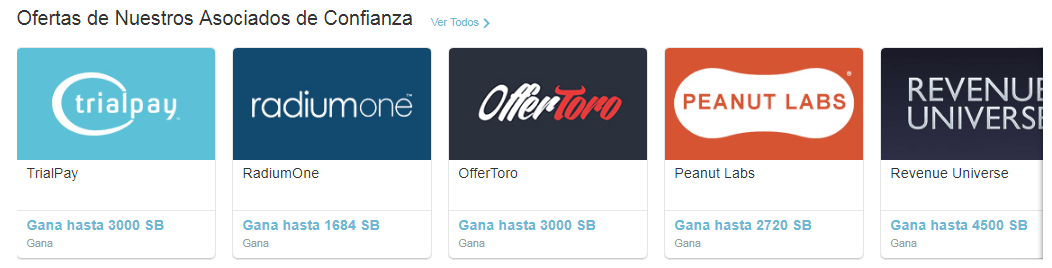 Ofertas de Nuestros Asociados de Confianza Ver Todos
trialpay™
radiumone™
OfferToro
PEANUT LABS®
REVENUE
UNIVERSE
TrialPay
RadiumOne
OfferToro
Peanut Labs
Revenue Universe
Gana hasta 3000 SB
Gana hasta 1684 SB
Gana hasta 3000 SB
Gana hasta 2720 SB
Gana hasta 4500 SB
Gana
Gana
Gana
Gana
Gana